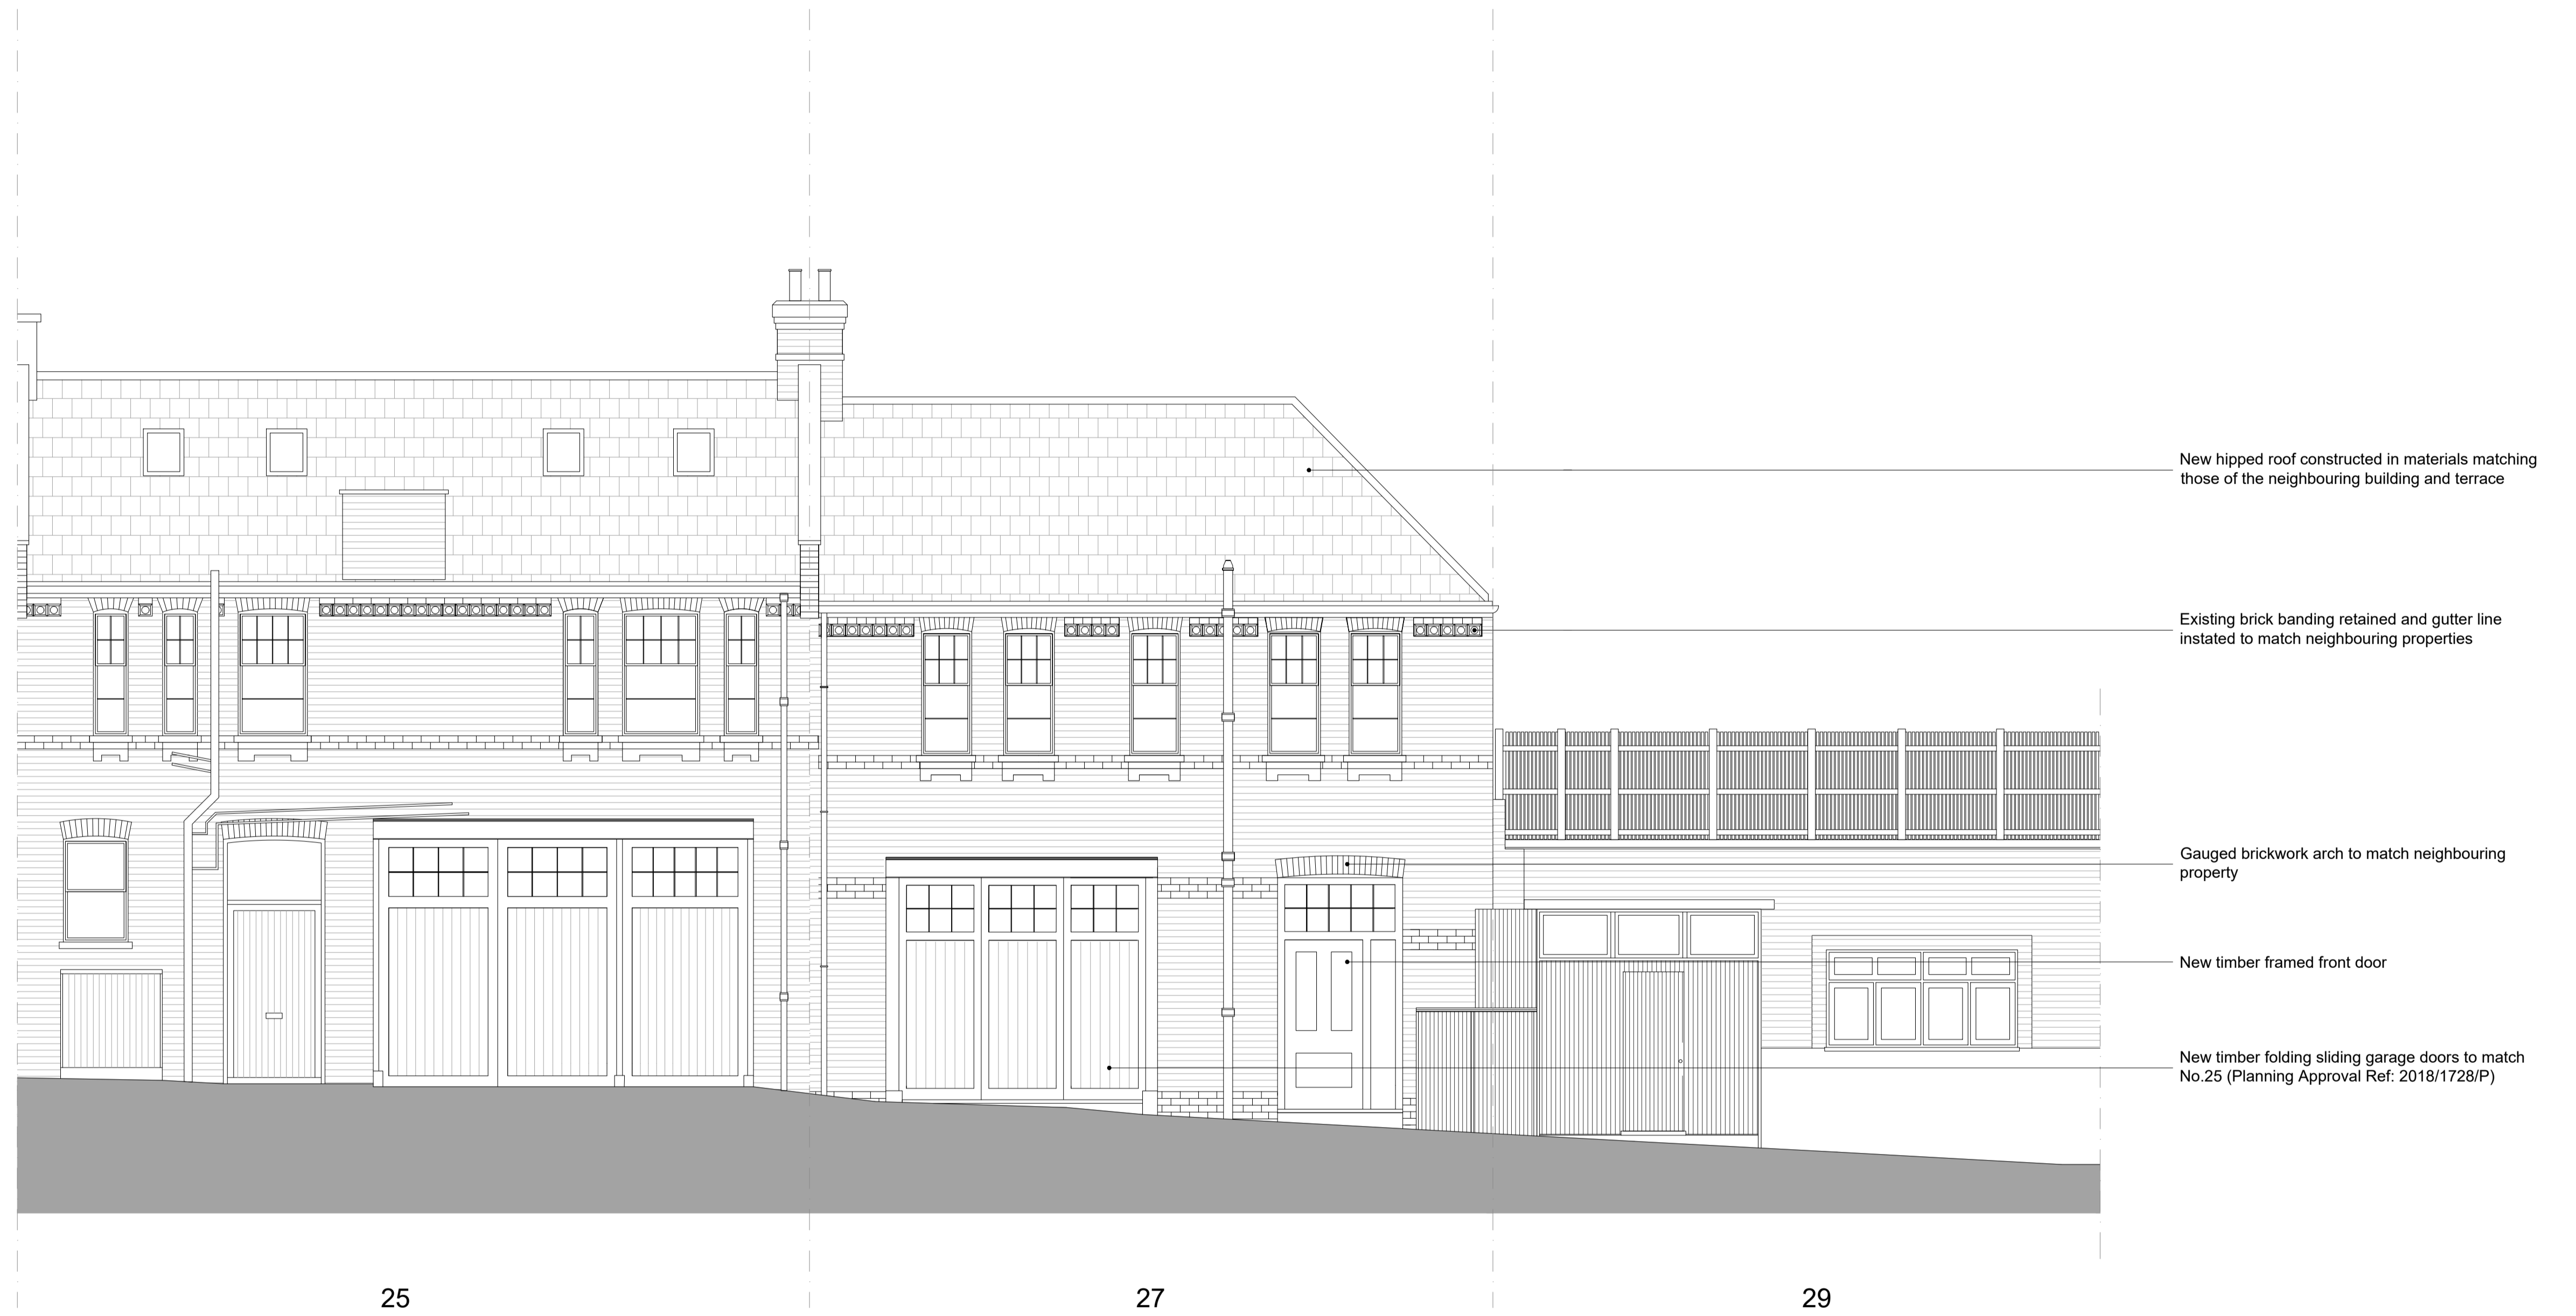 New hipped roof constructed in materials matching
those of the neighbouring building and terrace
Existing brick banding retained and gutter line
instated to match neighbouring properties
Gauged brickwork arch to match neighbouring
property
New timber framed front door
New timber folding sliding garage doors to match
No.25 (Planning Approval Ref: 2018/1728/P)
25
27
29